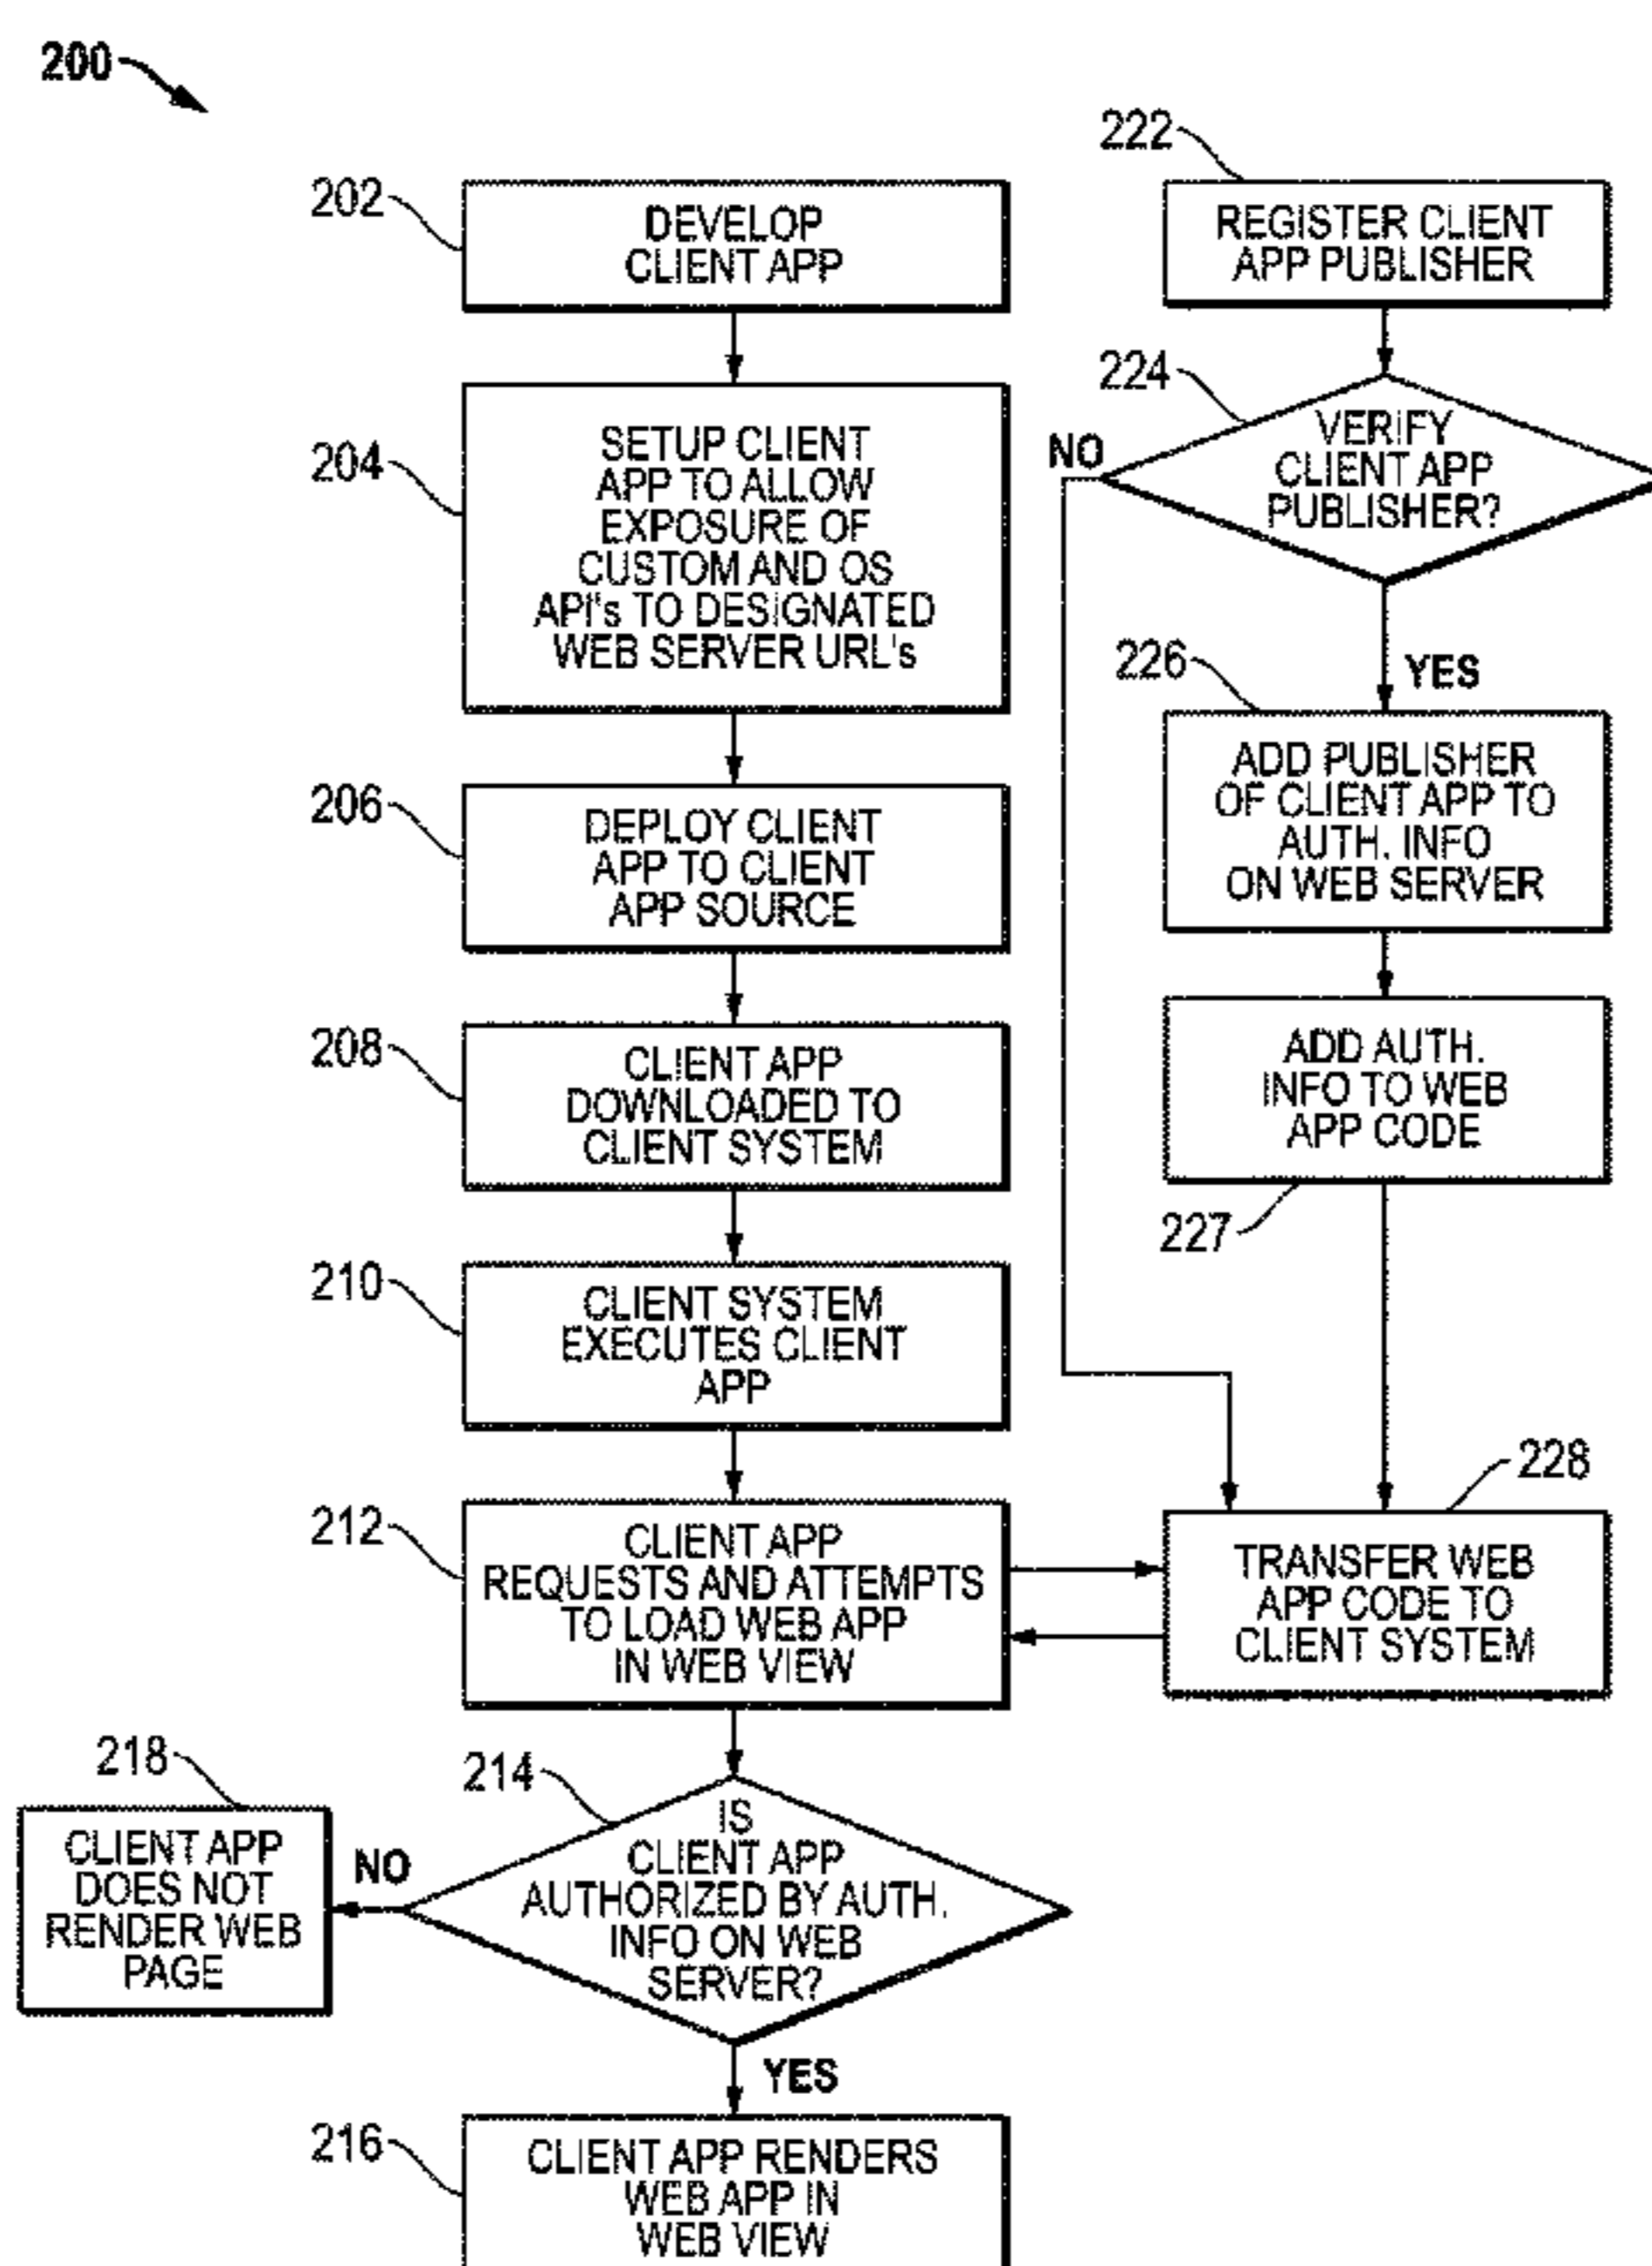 200
202
DEVELOP
CLIENT APP
204
SETUP CLIENT
APP TO ALLOW
EXPOSURE OF
CUSTOM AND OS
API's TO DESIGNATED
WEB SERVER URL's
206
DEPLOY CLIENT
APP TO CLIENT
APP SOURCE
208
CLIENT APP
DOWNLOADED TO
CLIENT SYSTEM
210
CLIENT SYSTEM
EXECUTES CLIENT
APP
212
CLIENT APP
REQUESTS AND ATTEMPTS
TO LOAD WEB APP
IN WEB VIEW
214
IS
CLIENT APP
AUTHORIZED BY AUTH.
INFO ON WEB
SERVER?
NO
218
CLIENT APP
DOES NOT
RENDER WEB
PAGE
YES
216
CLIENT APP RENDERS
WEB APP IN
WEB VIEW
222
REGISTER CLIENT
APP PUBLISHER
224
VERIFY
CLIENT APP
PUBLISHER?
NO
YES
226
ADD PUBLISHER
OF CLIENT APP TO
AUTH. INFO
ON WEB SERVER
ADD AUTH.
INFO TO WEB
APP CODE
227
228
TRANSFER WEB
APP CODE TO
CLIENT SYSTEM